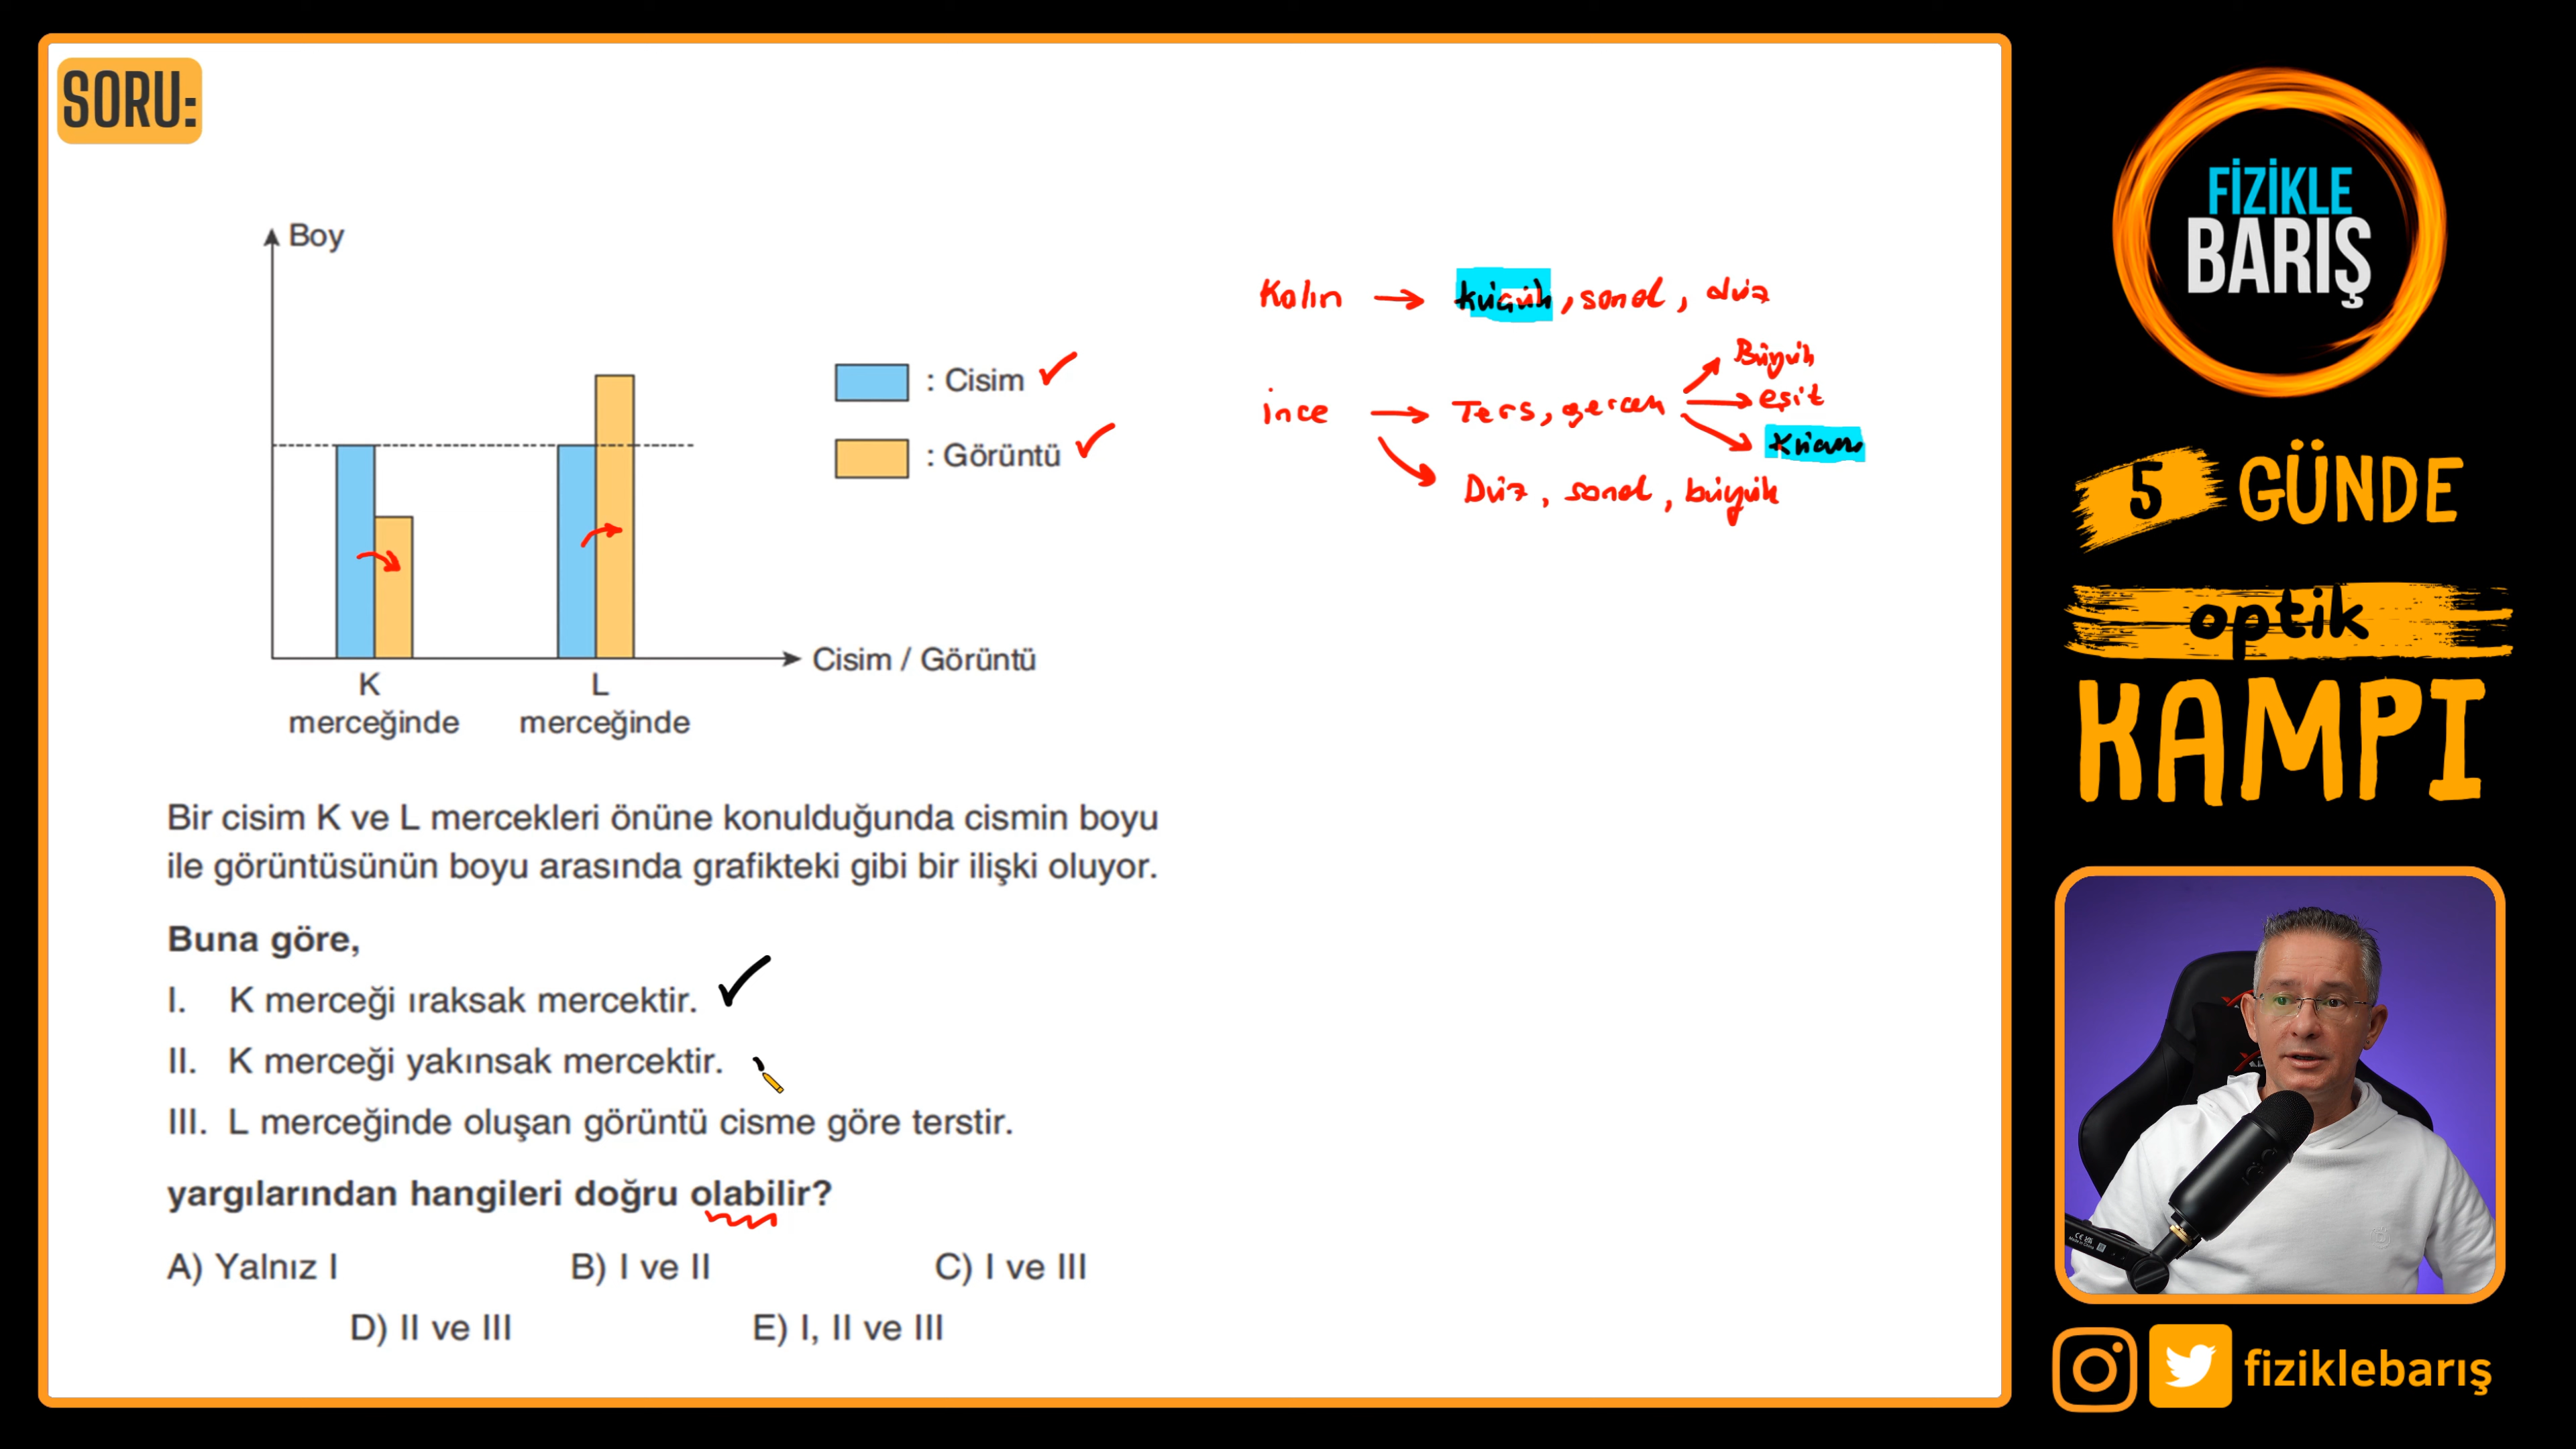 SORU:
Boy
: Cisim
: Görüntü
Cisim / Görüntü
K
merceğinde
L
merceğinde
Kalın → küçük, sanal, düz
İnce → Ters, gerçek
Büyük
eşit
Küçük
Düz, sanal, büyük
Bir cisim K ve L mercekleri önüne konulduğunda cismin boyu
ile görüntüsünün boyu arasında grafikteki gibi bir ilişki oluyor.
Buna göre,
I. K merceği ıraksak mercektir.
II. K merceği yakınsak mercektir.
III. L merceğinde oluşan görüntü cisme göre terstir.
yargılarından hangileri doğru olabilir?
A) Yalnız I B) I ve II C) I ve III
D) II ve III E) I, II ve III
FİZİKLE
BARIŞ
5 GÜNDE
optik
KAMPI
fiziklebarış